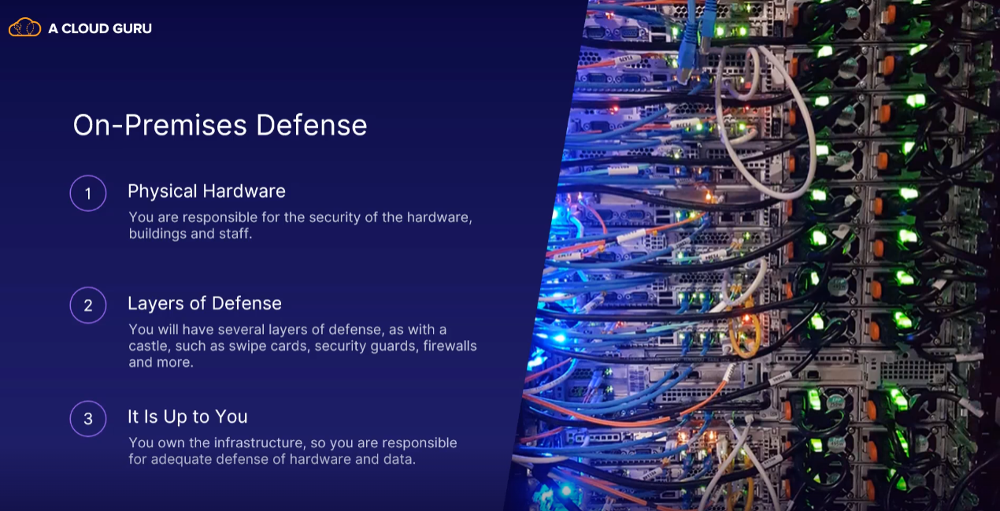 A CLOUD GURU
On-Premises Defense
1
Physical Hardware
You are responsible for the security of the hardware,
buildings and staff.
2
Layers of Defense
You will have several layers of defense, as with a
castle, such as swipe cards, security guards, firewalls
and more.
3
It Is Up to You
You own the infrastructure, so you are responsible
for adequate defense of hardware and data.